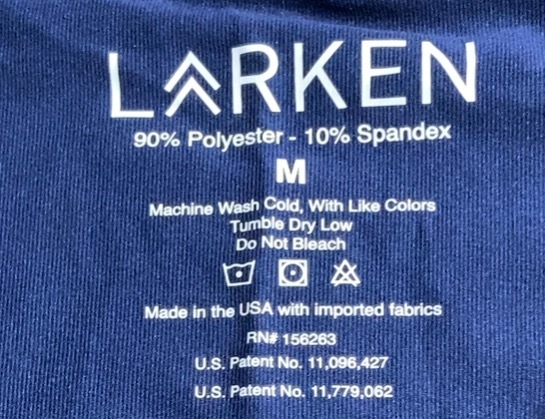 LARKEN
90% Polyester - 10% Spandex
M
Machine Wash Cold, With Like Colors
Tumble Dry Low
Do Not Bleach
Made in the USA with imported fabrics
RN# 156263
U.S. Patent No. 11,096,427
U.S. Patent No. 11,779,062